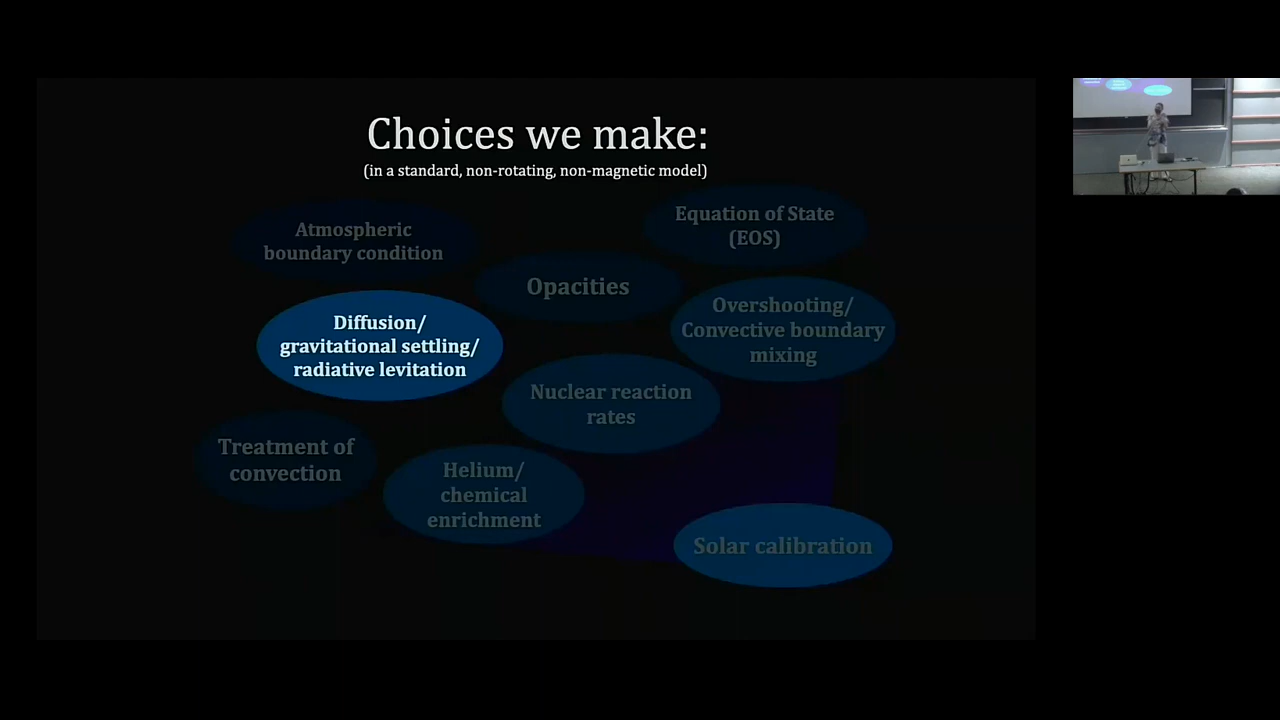 Choices we make:
(in a standard, non-rotating, non-magnetic model)
Atmospheric
boundary condition
Equation of State
(EOS)
Opacities
Diffusion/
gravitational settling/
radiative levitation
Overshooting/
Convective boundary
mixing
Nuclear reaction
rates
Treatment of
convection
Helium/
chemical
enrichment
Solar calibration